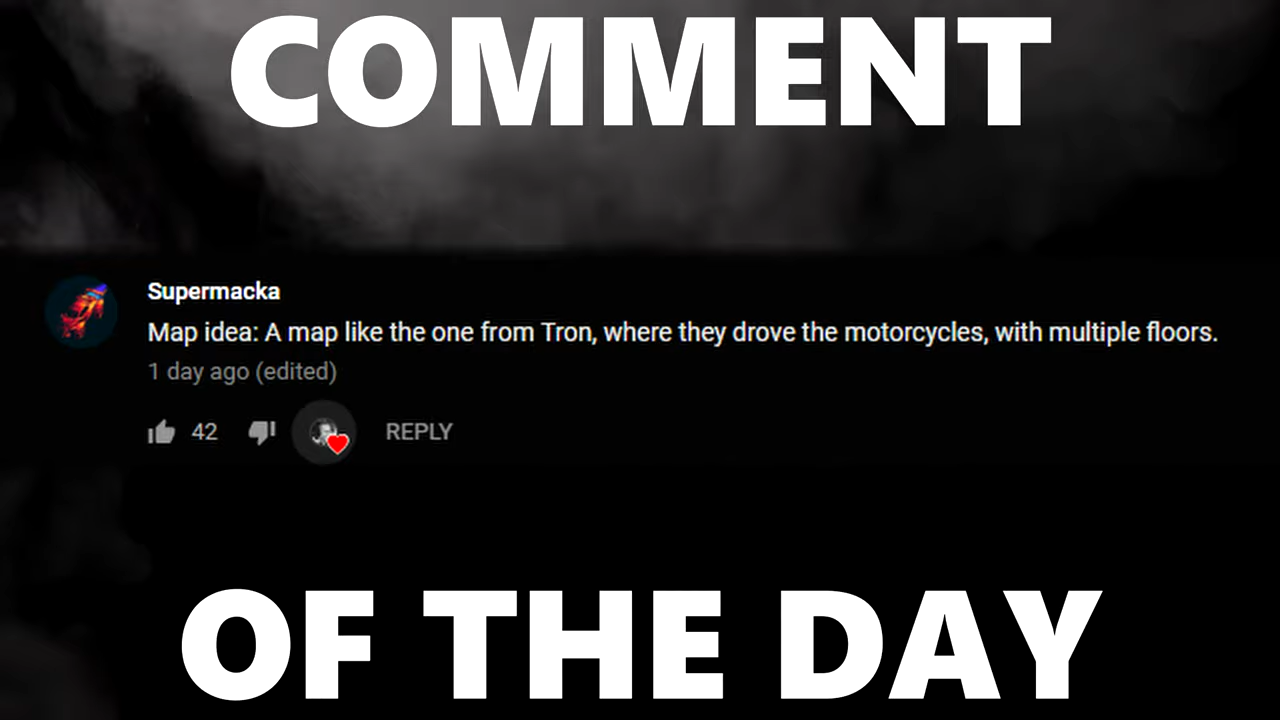 COMMENT
Supermacka
Map idea: A map like the one from Tron, where they drove the motorcycles, with multiple floors.
1 day ago (edited)
42 REPLY
OF THE DAY